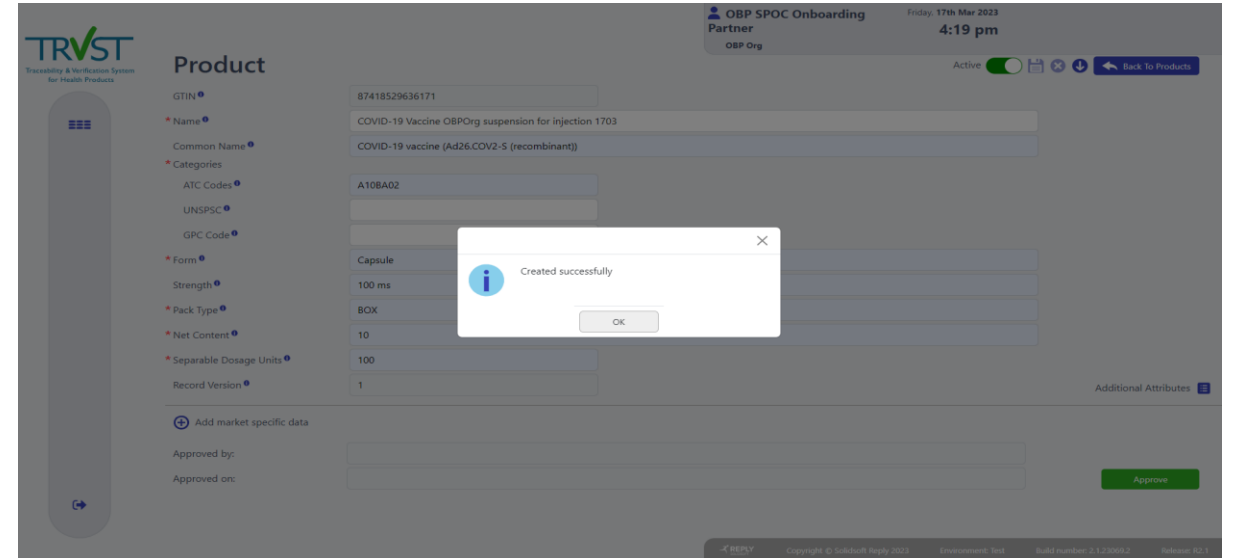 OBP SPOC Onboarding Partner
OBP Org
Friday, 17th Mar 2023
4:19 pm
TRVST
Traceability & Verification System
for Health Products
Product
Active
Back To Products
GTIN 87418529636171
* Name COVID-19 Vaccine OBPOrg suspension for injection 1703
Common Name COVID-19 vaccine (Ad26.COV2-S (recombinant))
* Categories
ATC Codes A10BA02
UNSPSC
GPC Code
* Form Capsule
Strength 100 ms
* Pack Type BOX
* Net Content 10
* Separable Dosage Units 100
Record Version 1
Additional Attributes
Created successfully
OK
Add market specific data
Approved by:
Approved on:
Approve
REPLY Copyright © Solidsoft Reply 2023 Environment: Test Build number: 2.1.23069.2 Release: R2.1